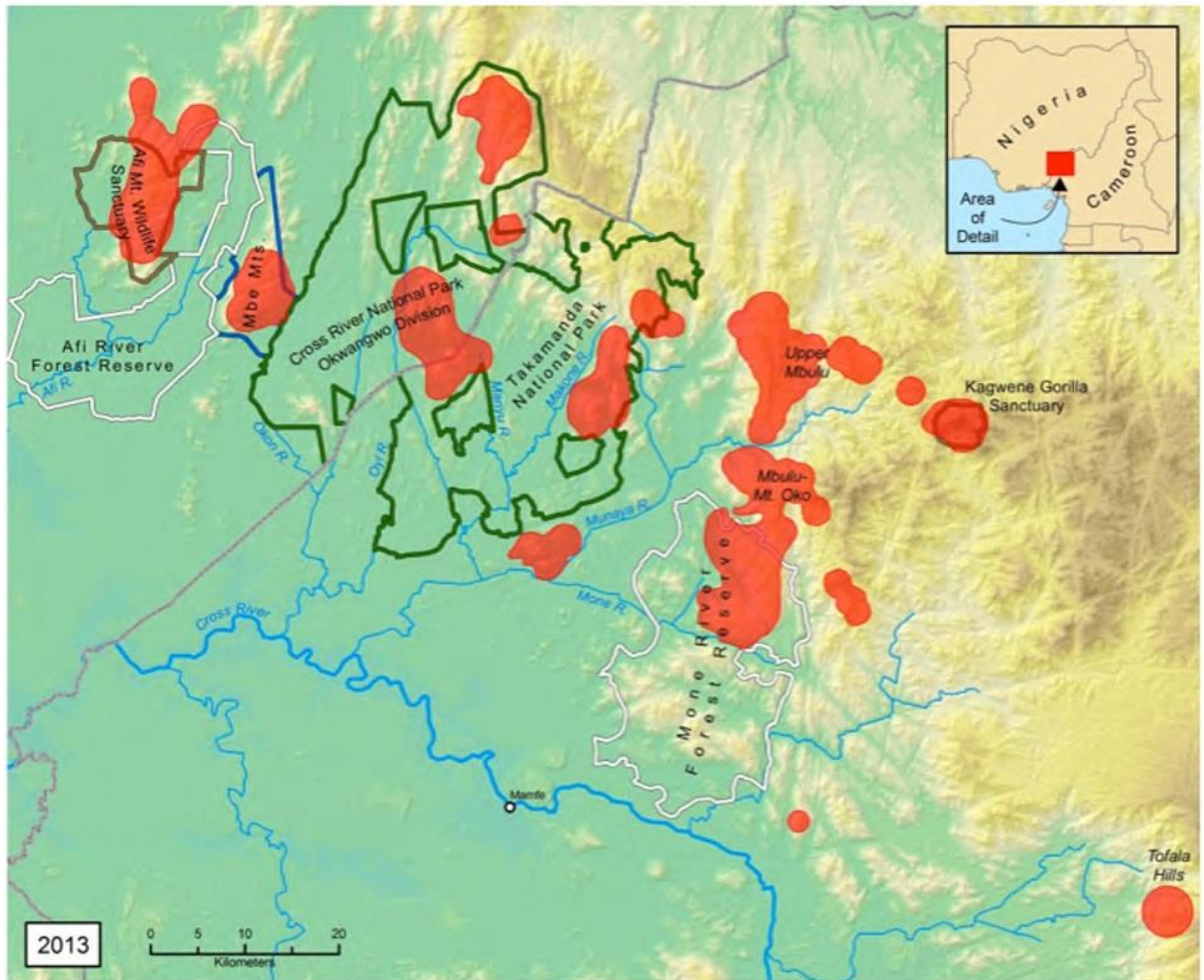 Nigeria
Cameroon
Area
of
Detail
Afi Mt. Wildlife
Sanctuary
Mbe Mts.
Afi River
Forest Reserve
Afi R.
Cross River National Park
Okwangwo Division
Takamanda
National Park
Makone R.
Manyu R.
Okon R.
Oyi R.
Upper
Mbulu
Kagwene Gorilla
Sanctuary
Mbulu-
Mt. Oko
Munaya R.
Mone R.
Cross River
Mone River
Forest Reserve
Mamfe
Tofala
Hills
2013
0 5 10 20
Kilometers